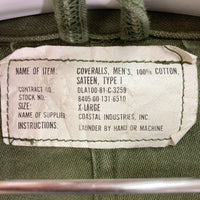 NAME OF ITEM: COVERALLS, MEN'S, 100% COTTON,
SATEEN, TYPE I
CONTRACT NO. DLA100-81-C-3259
STOCK NO. 8405-00-131-6510
SIZE: X-LARGE
NAME OF SUPPLIER: COASTAL INDUSTRIES, INC.
INSTRUCTIONS: LAUNDER BY HAND OR MACHINE